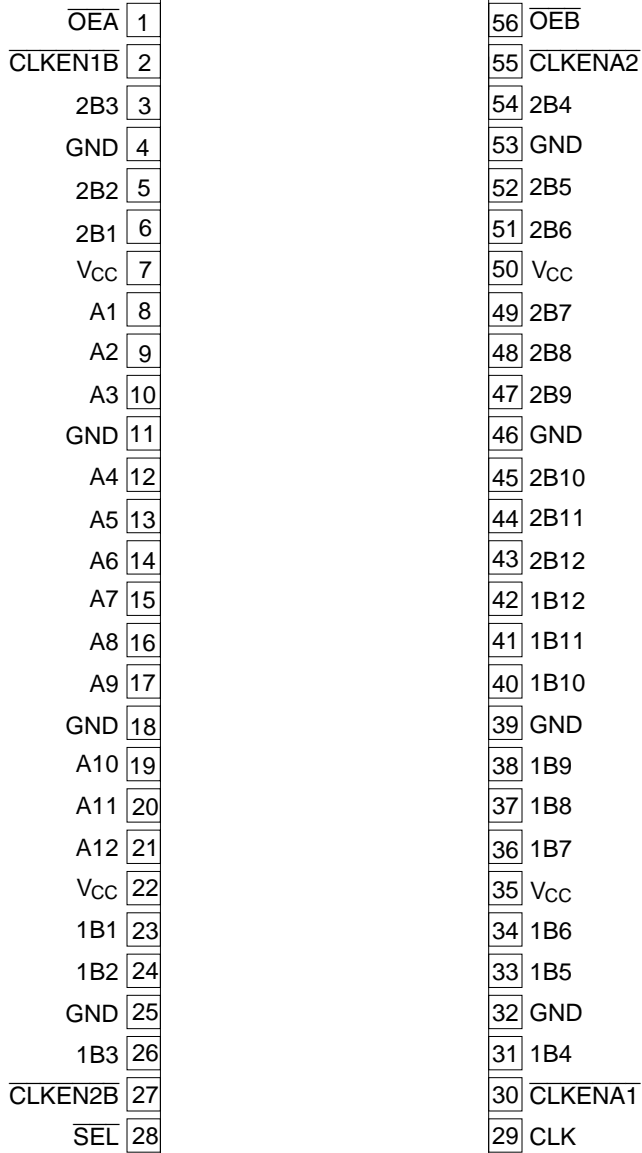 OEA 1 56 OEB
CLKEN1B 2 55 CLKENA2
2B3 3 54 2B4
GND 4 53 GND
2B2 5 52 2B5
2B1 6 51 2B6
VCC 7 50 VCC
A1 8 49 2B7
A2 9 48 2B8
A3 10 47 2B9
GND 11 46 GND
A4 12 45 2B10
A5 13 44 2B11
A6 14 43 2B12
A7 15 42 1B12
A8 16 41 1B11
A9 17 40 1B10
GND 18 39 GND
A10 19 38 1B9
A11 20 37 1B8
A12 21 36 1B7
VCC 22 35 VCC
1B1 23 34 1B6
1B2 24 33 1B5
GND 25 32 GND
1B3 26 31 1B4
CLKEN2B 27 30 CLKENA1
SEL 28 29 CLK